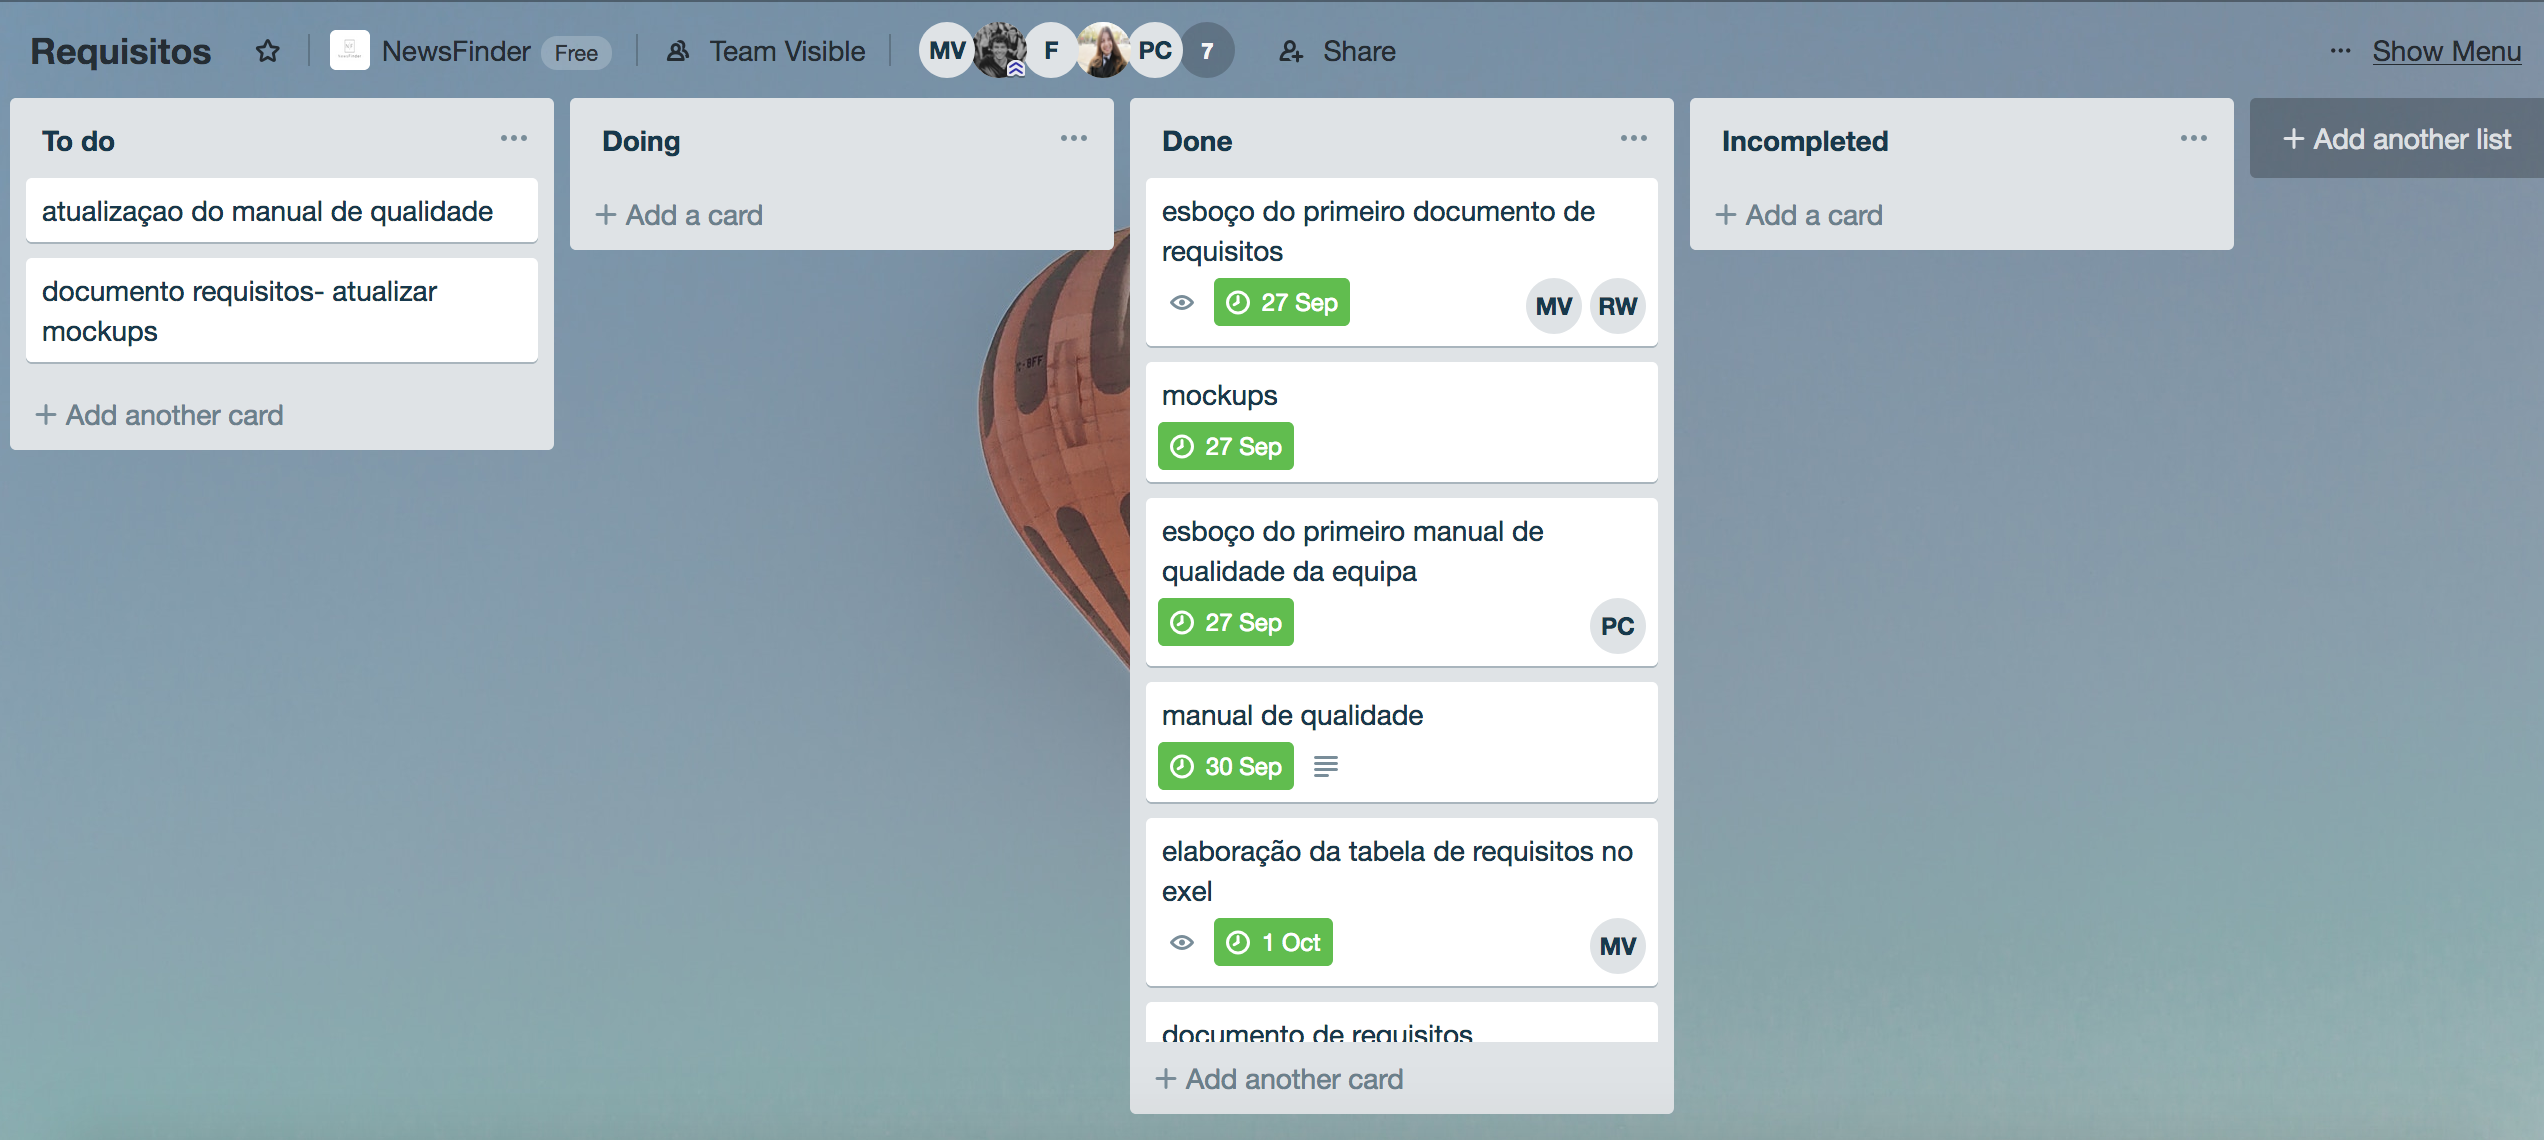 Requisitos
NewsFinder Free
Team Visible
MV
F
PC
7
Share
Show Menu
To do
atualizaçao do manual de qualidade
documento requisitos- atualizar
mockups
+ Add another card
Doing
+ Add a card
Done
esboço do primeiro documento de
requisitos
27 Sep
MV RW
mockups
27 Sep
esboço do primeiro manual de
qualidade da equipa
27 Sep
PC
manual de qualidade
30 Sep
elaboração da tabela de requisitos no
exel
1 Oct
MV
documento de requisitos
+ Add another card
Incompleted
+ Add a card
+ Add another list